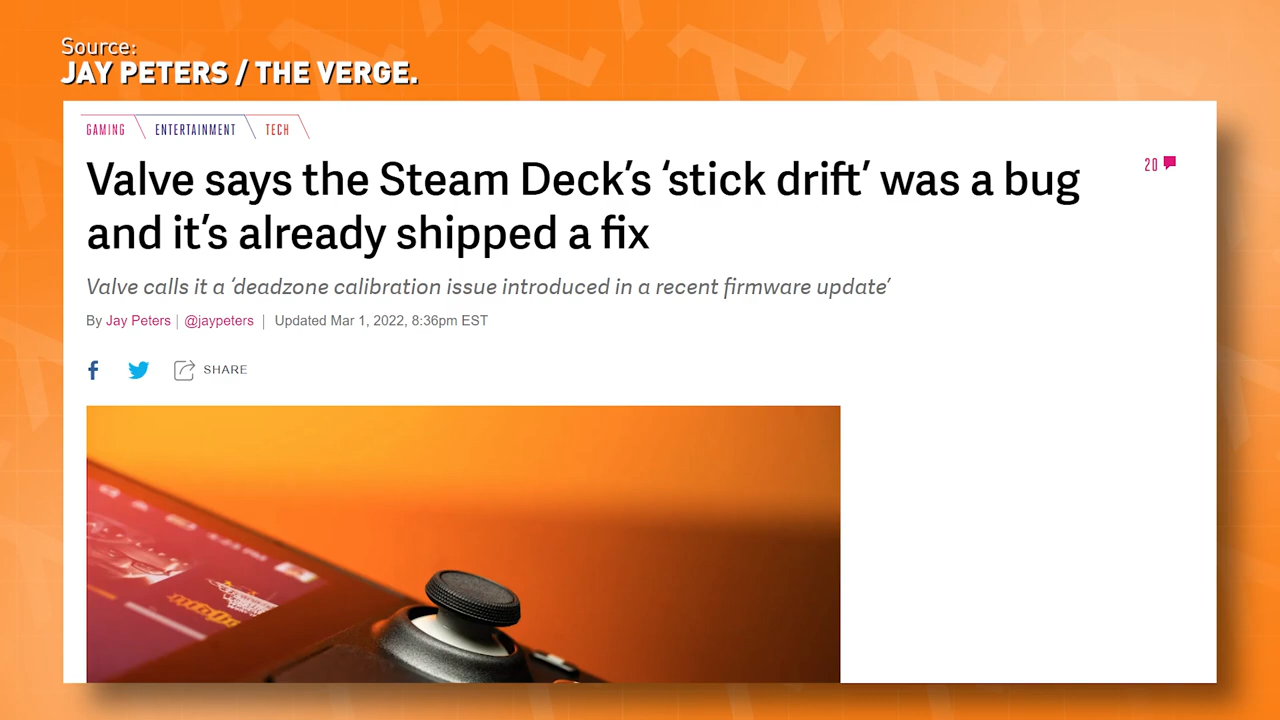 Source:
JAY PETERS / THE VERGE.
GAMING ENTERTAINMENT TECH
Valve says the Steam Deck’s ‘stick drift’ was a bug
and it’s already shipped a fix
20
Valve calls it a ‘deadzone calibration issue introduced in a recent firmware update’
By Jay Peters | @jaypeters | Updated Mar 1, 2022, 8:36pm EST
SHARE